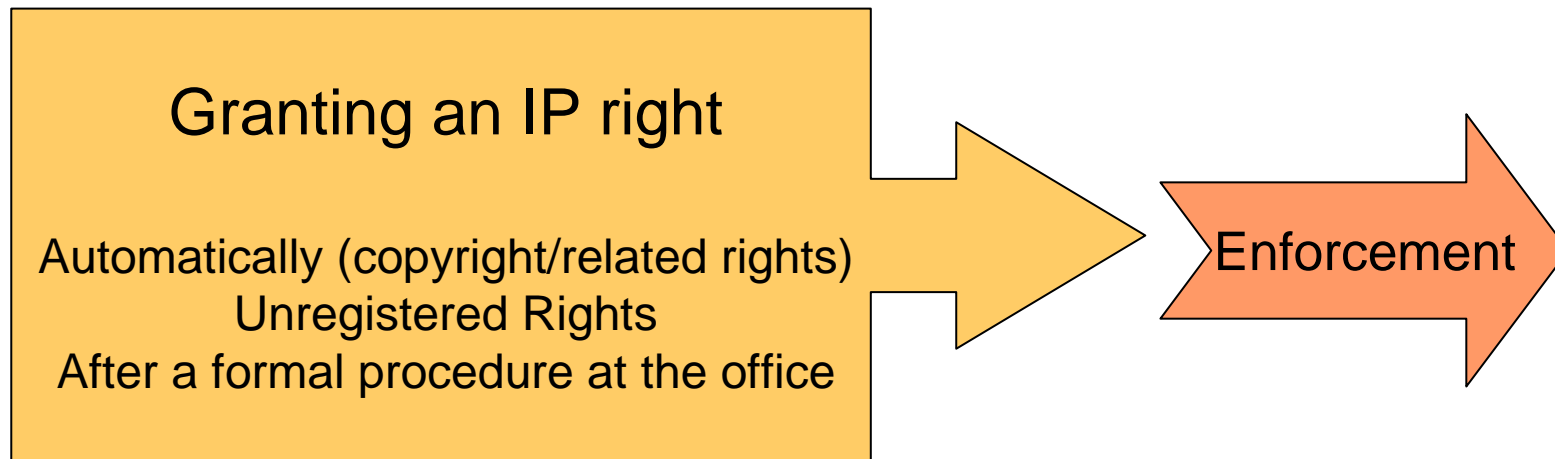 Granting an IP right
Automatically (copyright/related rights)
Unregistered Rights
After a formal procedure at the office
Enforcement